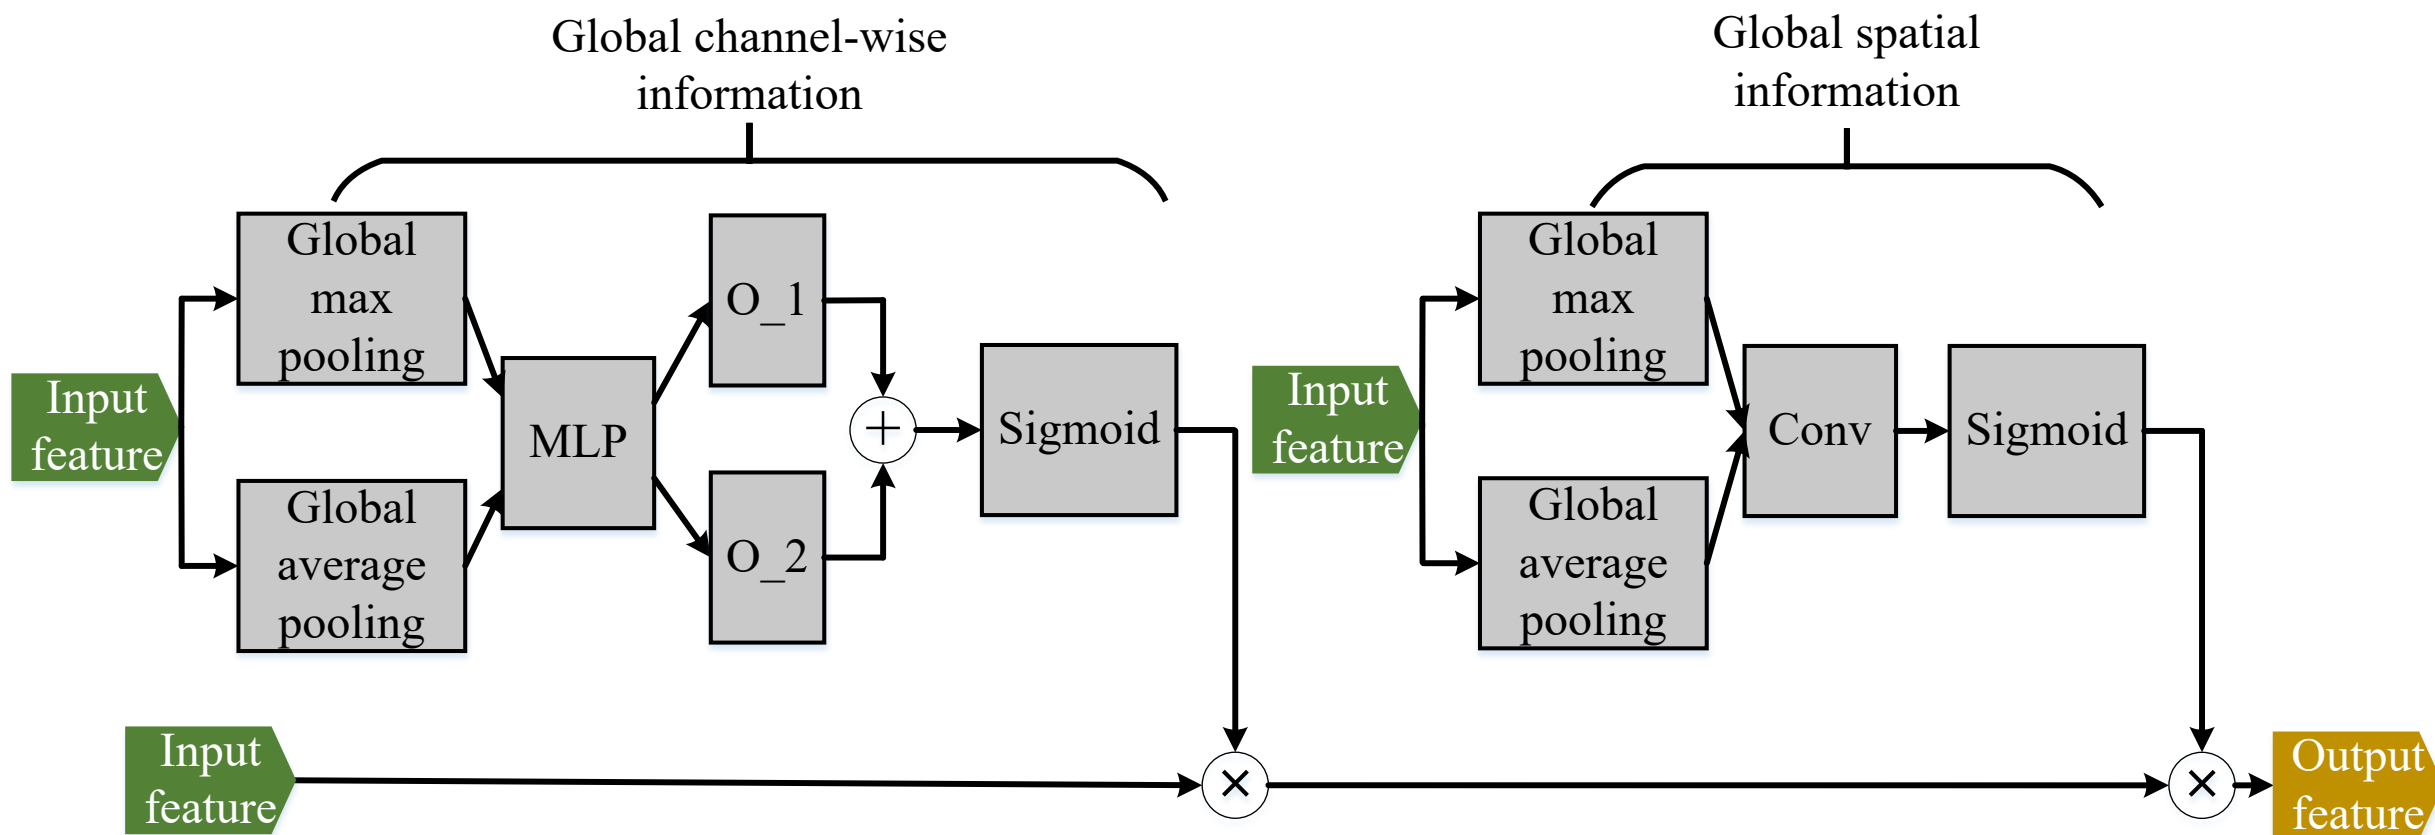 Global channel-wise
information
Global spatial
information
Input
feature
Global
max
pooling
Global
average
pooling
MLP
O_1
O_2
+
Sigmoid
Input
feature
Global
max
pooling
Global
average
pooling
Conv
Sigmoid
Input
feature
×
×
Output
feature